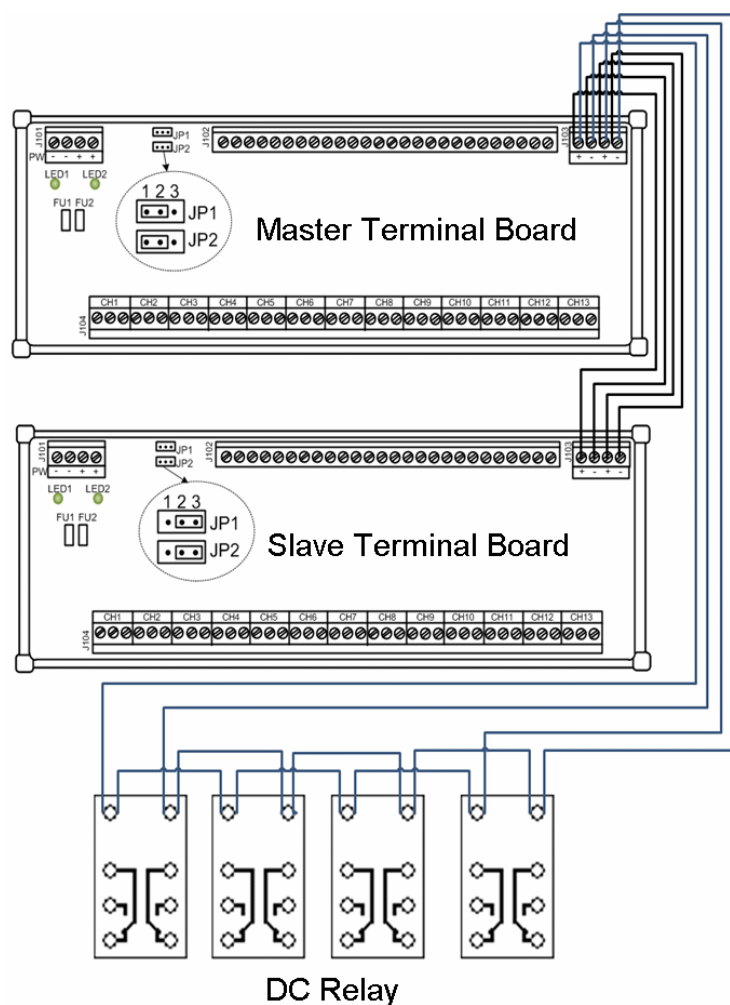 J101
JP1
JP2
J102
J103
PW - - + +
+ - + -
LED1 LED2
FU1 FU2
1 2 3
JP1
JP2
Master Terminal Board
J104
CH1 CH2 CH3 CH4 CH5 CH6 CH7 CH8 CH9 CH10 CH11 CH12 CH13
J101
JP1
JP2
J102
J103
PW - - + +
+ - + -
LED1 LED2
FU1 FU2
1 2 3
JP1
JP2
Slave Terminal Board
J104
CH1 CH2 CH3 CH4 CH5 CH6 CH7 CH8 CH9 CH10 CH11 CH12 CH13
DC Relay